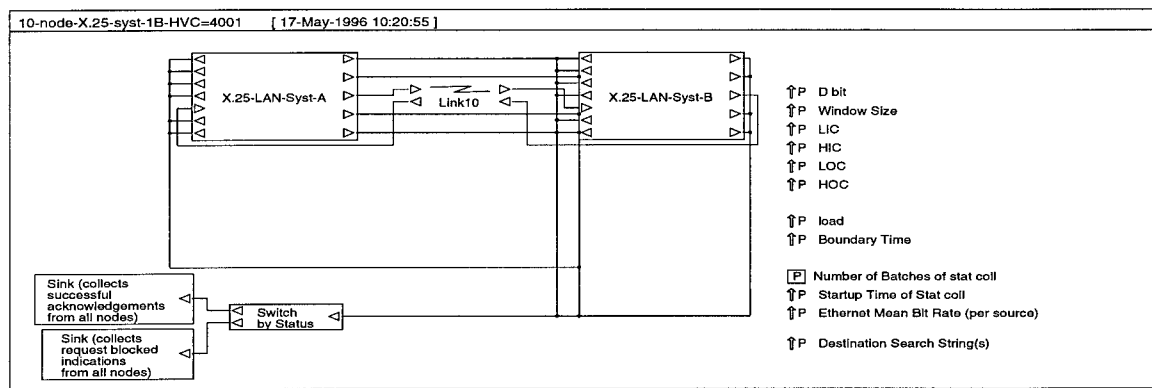 10-node-X.25-syst-1B-HVC=4001 [ 17-May-1996 10:20:55 ]
X.25-LAN-Syst-A
Link10
X.25-LAN-Syst-B
⇑P D bit
⇑P Window Size
⇑P LIC
⇑P HIC
⇑P LOC
⇑P HOC
⇑P load
⇑P Boundary Time
P Number of Batches of stat coll
⇑P Startup Time of Stat coll
⇑P Ethernet Mean Bit Rate (per source)
⇑P Destination Search String(s)
Sink (collects
successful
acknowledgements
from all nodes)
Switch
by Status
Sink (collects
request blocked
indications
from all nodes)